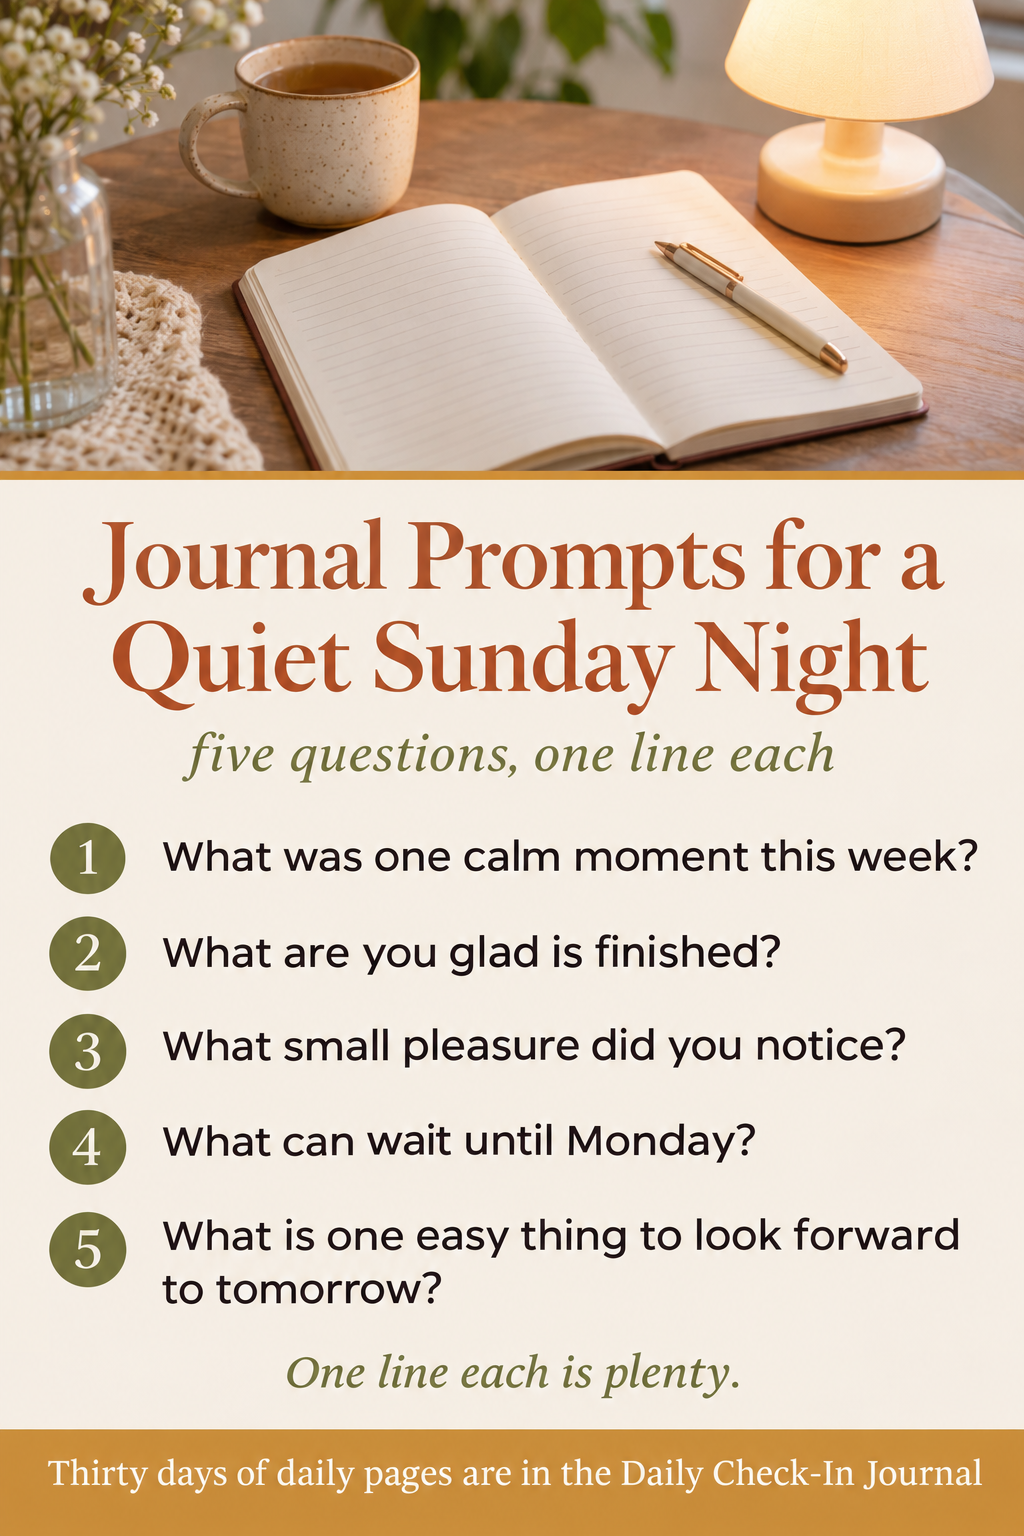 Journal Prompts for a
Quiet Sunday Night
five questions, one line each
1 What was one calm moment this week?
2 What are you glad is finished?
3 What small pleasure did you notice?
4 What can wait until Monday?
5 What is one easy thing to look forward
to tomorrow?
One line each is plenty.
Thirty days of daily pages are in the Daily Check-In Journal